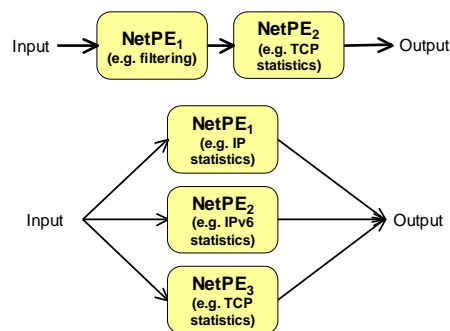 Input
NetPE1
(e.g. filtering)
NetPE2
(e.g. TCP
statistics)
Output
NetPE1
(e.g. IP
statistics)
Input
NetPE2
(e.g. IPv6
statistics)
Output
NetPE3
(e.g. TCP
statistics)